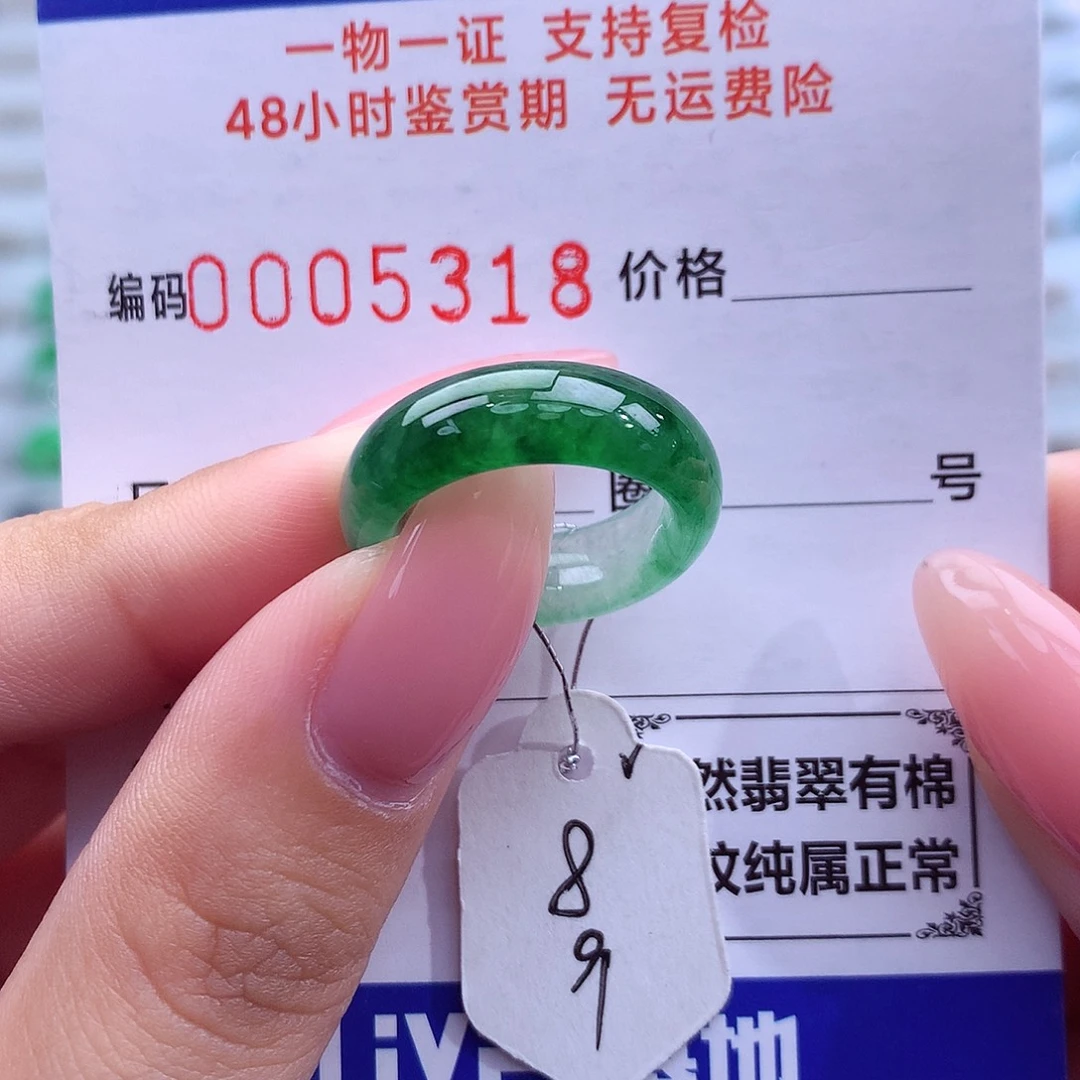 一物一证 支持复检
48小时鉴赏期 无运费险
编码0005318 价格
圈 号
然翡翠有棉
纹纯属正常
8
基地